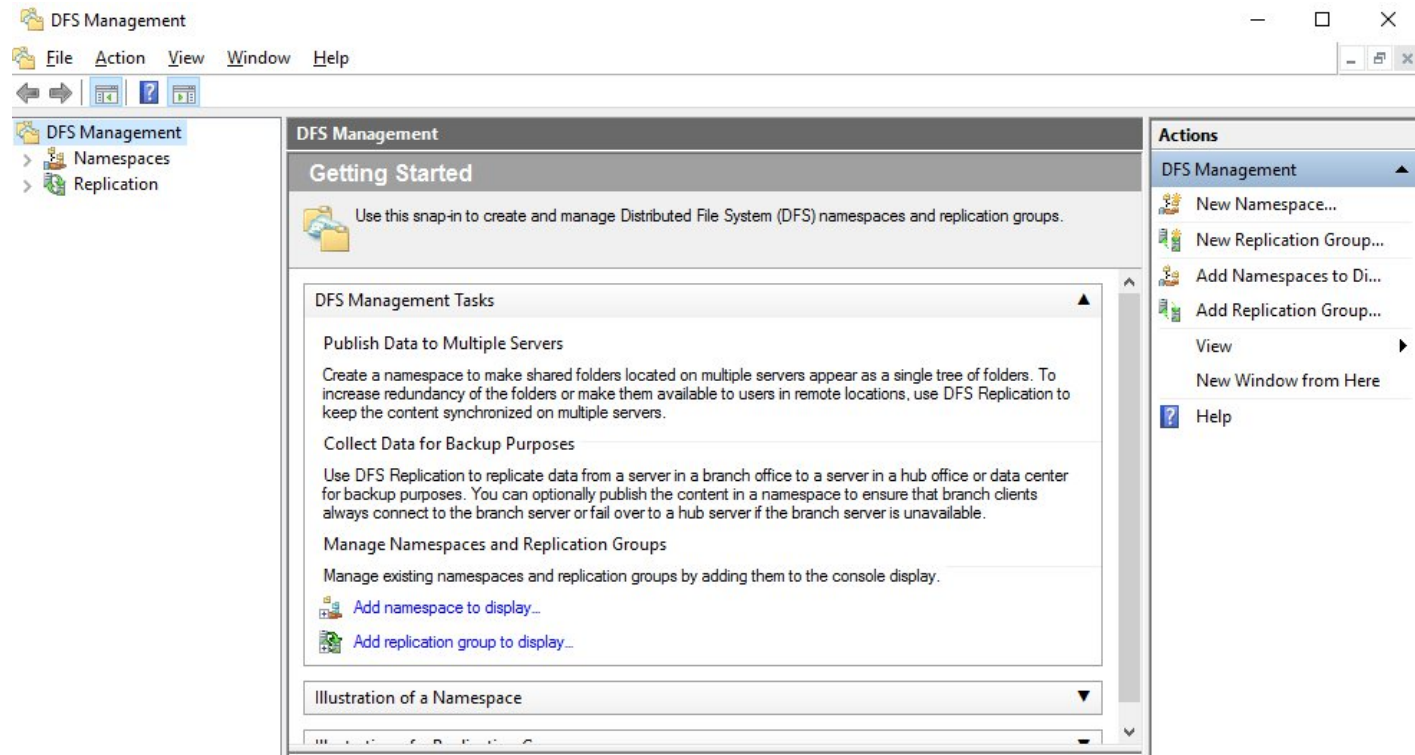 DFS Management
File Action View Window Help
DFS Management
Namespaces
Replication
DFS Management
Getting Started
Use this snap-in to create and manage Distributed File System (DFS) namespaces and replication groups.
DFS Management Tasks
Publish Data to Multiple Servers
Create a namespace to make shared folders located on multiple servers appear as a single tree of folders. To
increase redundancy of the folders or make them available to users in remote locations, use DFS Replication to
keep the content synchronized on multiple servers.
Collect Data for Backup Purposes
Use DFS Replication to replicate data from a server in a branch office to a server in a hub office or data center
for backup purposes. You can optionally publish the content in a namespace to ensure that branch clients
always connect to the branch server or fail over to a hub server if the branch server is unavailable.
Manage Namespaces and Replication Groups
Manage existing namespaces and replication groups by adding them to the console display.
Add namespace to display...
Add replication group to display...
Illustration of a Namespace
Actions
DFS Management
New Namespace...
New Replication Group...
Add Namespaces to Di...
Add Replication Group...
View
New Window from Here
Help